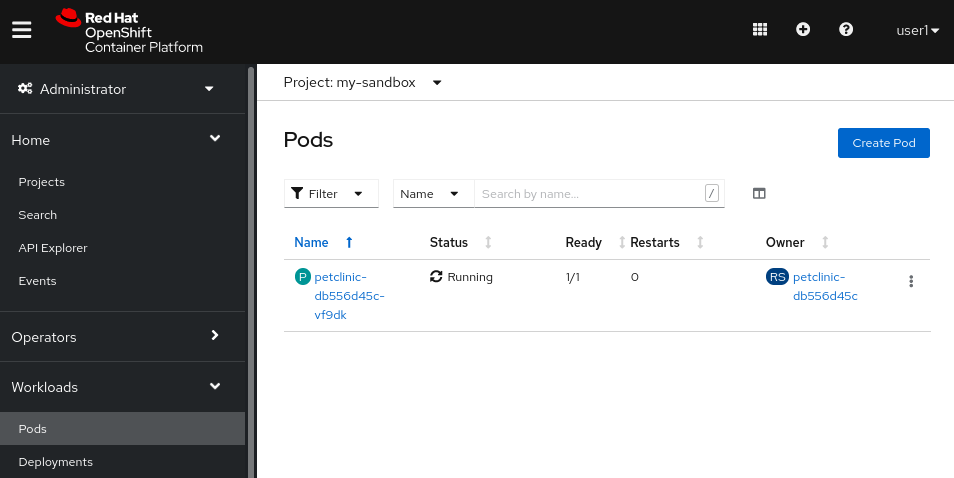 Red Hat
OpenShift
Container Platform
user1
Administrator
Home
Projects
Search
API Explorer
Events
Operators
Workloads
Pods
Deployments
Project: my-sandbox
Pods
Create Pod
Filter
Name
Search by name...
/
Name Status Ready Restarts Owner
P petclinic-
db556d45c-
vf9dk
Running
1/1
0
RS petclinic-
db556d45c